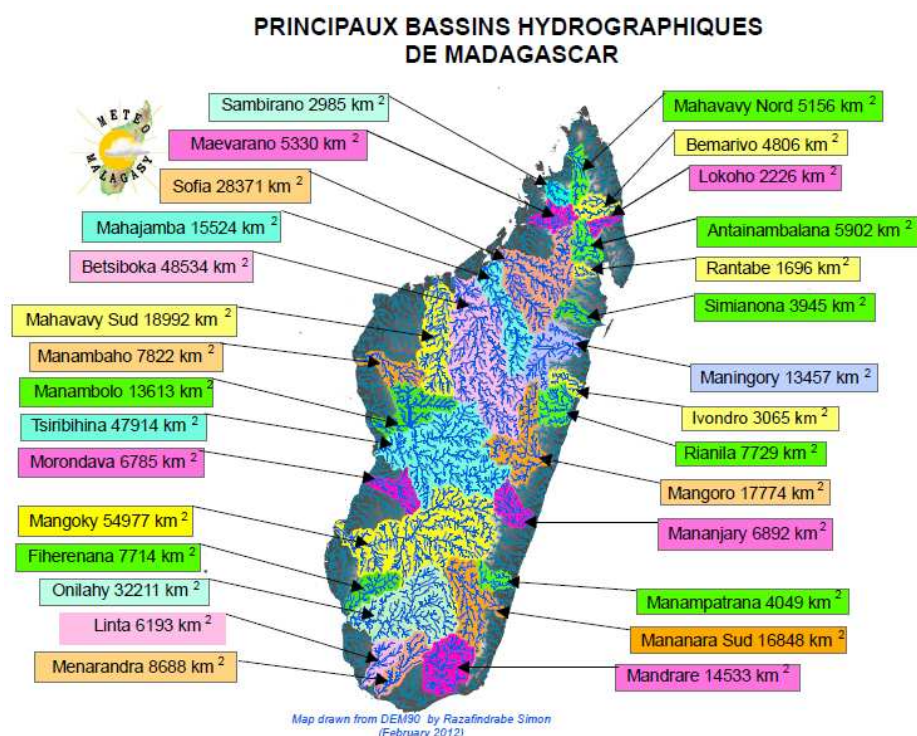 PRINCIPAUX BASSINS HYDROGRAPHIQUES
DE MADAGASCAR
METEO
MALAGASY
Sambirano 2985 km ²
Maevarano 5330 km ²
Sofia 28371 km ²
Mahajamba 15524 km ²
Betsiboka 48534 km ²
Mahavavy Sud 18992 km ²
Manambaho 7822 km ²
Manambolo 13613 km ²
Tsiribihina 47914 km ²
Morondava 6785 km ²
Mangoky 54977 km ²
Fiherenana 7714 km ²
Onilahy 32211 km ²
Linta 6193 km ²
Menarandra 8688 km ²
Mahavavy Nord 5156 km ²
Bemarivo 4806 km ²
Lokoho 2226 km ²
Antainambalana 5902 km ²
Rantabe 1696 km ²
Simianona 3945 km ²
Maningory 13457 km ²
Ivondro 3065 km ²
Rianila 7729 km ²
Mangoro 17774 km ²
Mananjary 6892 km ²
Manampatrana 4049 km ²
Mananara Sud 16848 km ²
Mandrare 14533 km ²
Map drawn from DEM90 by Razafindrabe Simon
(February 2012)